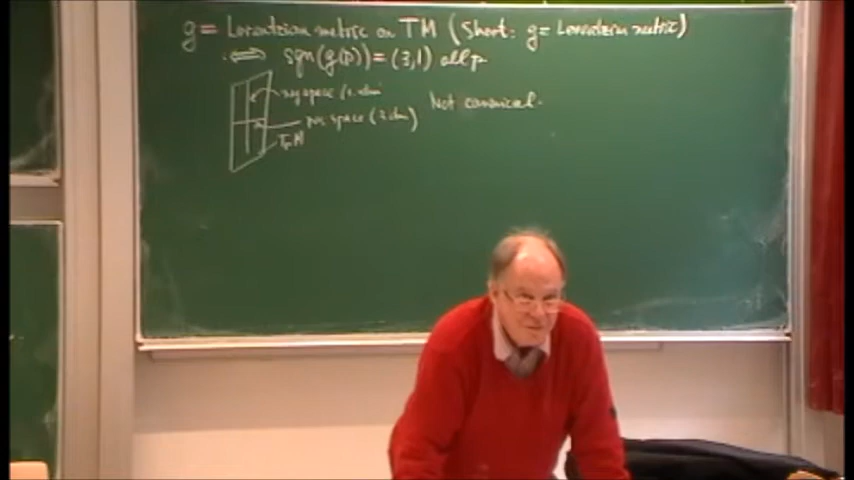 g = Lorentzian metric on TM (Short: g = Lorentzian metric)
⟺ sgn(g(p)) = (3,1) all p
neg space (1-dim
pos space (3 dim) Not canonical.
TpM